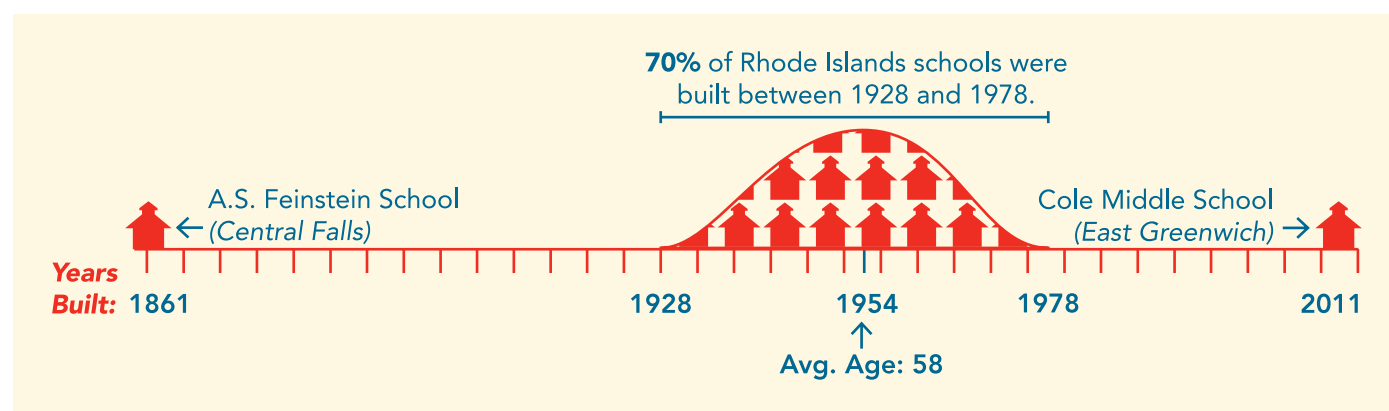 70% of Rhode Islands schools were
built between 1928 and 1978.
A.S. Feinstein School
(Central Falls)
Cole Middle School
(East Greenwich)
Years
Built: 1861 1928 1954 1978 2011
Avg. Age: 58